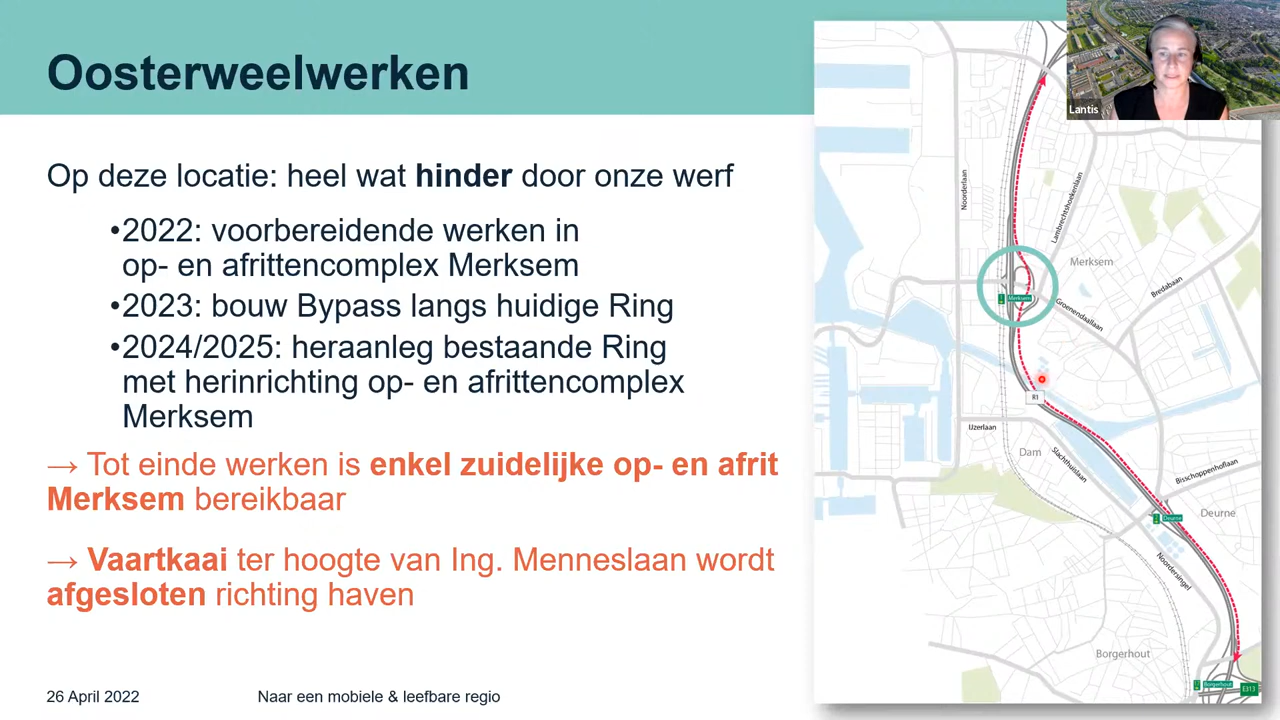 Oosterweelwerken
Lantis
Op deze locatie: heel wat hinder door onze werf
•2022: voorbereidende werken in
op- en afrittencomplex Merksem
•2023: bouw Bypass langs huidige Ring
•2024/2025: heraanleg bestaande Ring
met herinrichting op- en afrittencomplex
Merksem
→ Tot einde werken is enkel zuidelijke op- en afrit
Merksem bereikbaar
→ Vaartkaai ter hoogte van Ing. Menneslaan wordt
afgesloten richting haven
26 April 2022
Naar een mobiele & leefbare regio
Noorderlaan
Lambrechtshoekenlaan
Merksem
Bredabaan
Merksem
Groenendaallaan
R1
IJzerlaan
Dam
Slachthuislaan
Bisschoppenhoflaan
Deurne
Deurne
Noordersingel
Borgerhout
Borgerhout
E313